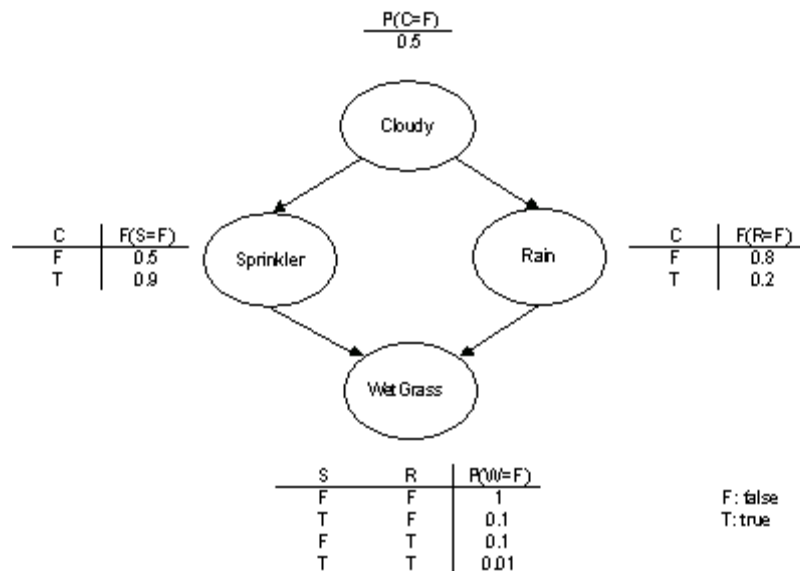 P(C=F)
0.5
Cloudy
C F(S=F)
F 0.5
T 0.9
Sprinkler
Rain
C F(R=F)
F 0.8
T 0.2
Wet Grass
S R P(W=F)
F F 1
T F 0.1
F T 0.1
T T 0.01
F: false
T: true